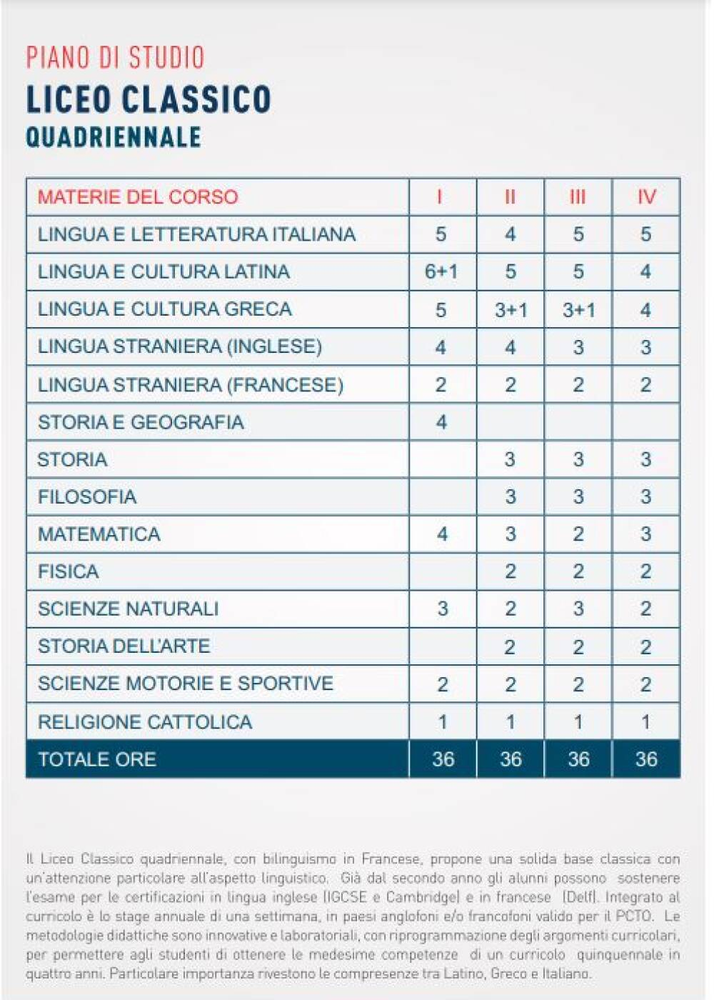 PIANO DI STUDIO
LICEO CLASSICO
QUADRIENNALE
MATERIE DEL CORSO I II III IV
LINGUA E LETTERATURA ITALIANA 5 4 5 5
LINGUA E CULTURA LATINA 6+1 5 5 4
LINGUA E CULTURA GRECA 5 3+1 3+1 4
LINGUA STRANIERA (INGLESE) 4 4 3 3
LINGUA STRANIERA (FRANCESE) 2 2 2 2
STORIA E GEOGRAFIA 4
STORIA 3 3 3
FILOSOFIA 3 3 3
MATEMATICA 4 3 2 3
FISICA 2 2 2
SCIENZE NATURALI 3 2 3 2
STORIA DELL'ARTE 2 2 2
SCIENZE MOTORIE E SPORTIVE 2 2 2 2
RELIGIONE CATTOLICA 1 1 1 1
TOTALE ORE 36 36 36 36
Il Liceo Classico quadriennale, con bilinguismo in Francese, propone una solida base classica con
un'attenzione particolare all'aspetto linguistico. Già dal secondo anno gli alunni possono sostenere
l'esame per le certificazioni in lingua inglese (IGCSE e Cambridge) e in francese (Delf). Integrato al
curricolo è lo stage annuale di una settimana, in paesi anglofoni e/o francofoni valido per il PCTO. Le
metodologie didattiche sono innovative e laboratoriali, con riprogrammazione degli argomenti curricolari,
per permettere agli studenti di ottenere le medesime competenze di un curricolo quinquennale in
quattro anni. Particolare importanza rivestono le compresenze tra Latino, Greco e Italiano.